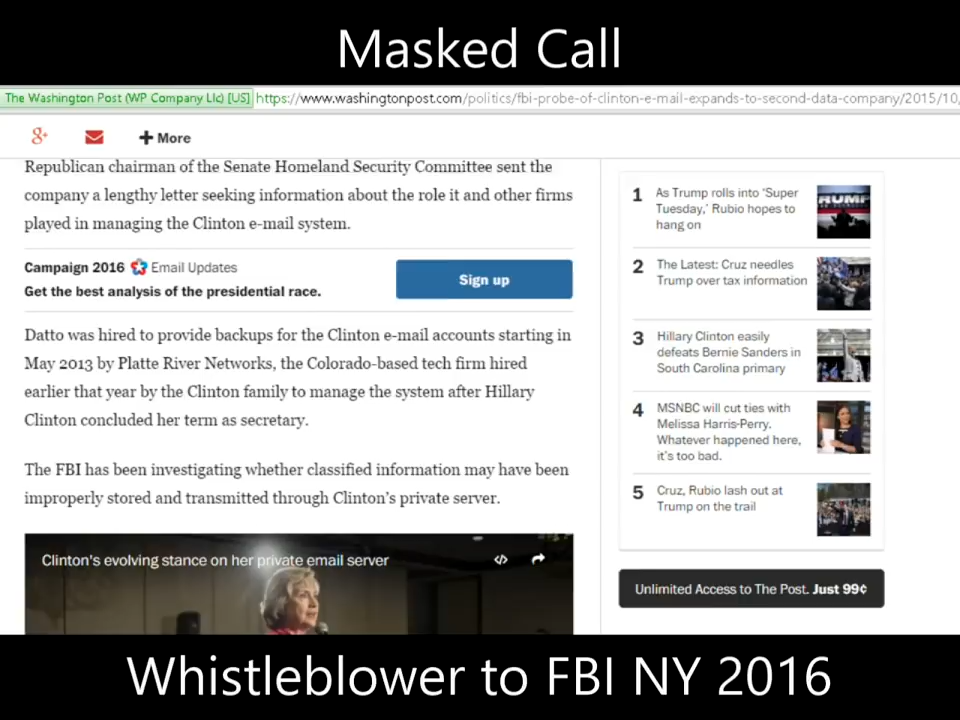 Masked Call
The Washington Post (WP Company Llc) [US] https://www.washingtonpost.com/politics/fbi-probe-of-clinton-e-mail-expands-to-second-data-company/2015/10,
g+
+ More
Republican chairman of the Senate Homeland Security Committee sent the
company a lengthy letter seeking information about the role it and other firms
played in managing the Clinton e-mail system.
Campaign 2016 Email Updates
Get the best analysis of the presidential race.
Sign up
Datto was hired to provide backups for the Clinton e-mail accounts starting in
May 2013 by Platte River Networks, the Colorado-based tech firm hired
earlier that year by the Clinton family to manage the system after Hillary
Clinton concluded her term as secretary.
The FBI has been investigating whether classified information may have been
improperly stored and transmitted through Clinton's private server.
Clinton's evolving stance on her private email server
1 As Trump rolls into 'Super
Tuesday,' Rubio hopes to
hang on
TRUMP
2 The Latest: Cruz needles
Trump over tax information
3 Hillary Clinton easily
defeats Bernie Sanders in
South Carolina primary
4 MSNBC will cut ties with
Melissa Harris-Perry.
Whatever happened here,
it's too bad.
5 Cruz, Rubio lash out at
Trump on the trail
Unlimited Access to The Post. Just 99¢
Whistleblower to FBI NY 2016